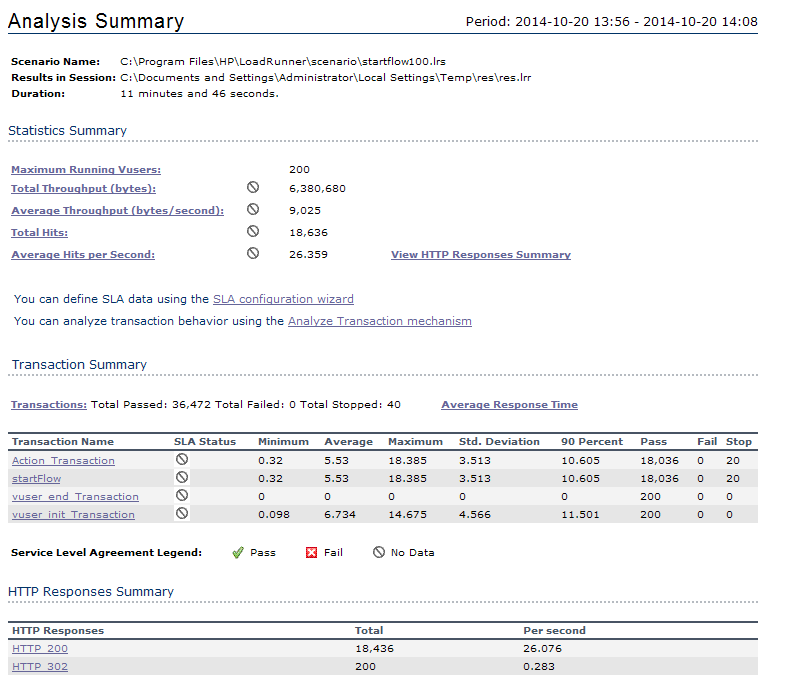 Analysis Summary Period: 2014-10-20 13:56 - 2014-10-20 14:08
Scenario Name: C:\Program Files\HP\LoadRunner\scenario\startflow100.lrs
Results in Session: C:\Documents and Settings\Administrator\Local Settings\Temp\res\res.lrr
Duration: 11 minutes and 46 seconds.
Statistics Summary
Maximum Running Vusers: 200
Total Throughput (bytes): 6,380,680
Average Throughput (bytes/second): 9,025
Total Hits: 18,636
Average Hits per Second: 26.359 View HTTP Responses Summary
You can define SLA data using the SLA configuration wizard
You can analyze transaction behavior using the Analyze Transaction mechanism
Transaction Summary
Transactions: Total Passed: 36,472 Total Failed: 0 Total Stopped: 40 Average Response Time
Transaction Name SLA Status Minimum Average Maximum Std. Deviation 90 Percent Pass Fail Stop
Action_Transaction 0.32 5.53 18.385 3.513 10.605 18,036 0 20
startFlow 0.32 5.53 18.385 3.513 10.605 18,036 0 20
vuser_end_Transaction 0 0 0 0 0 200 0 0
vuser_init_Transaction 0.098 6.734 14.675 4.566 11.501 200 0 0
Service Level Agreement Legend: Pass Fail No Data
HTTP Responses Summary
HTTP Responses Total Per second
HTTP_200 18,436 26.076
HTTP_302 200 0.283